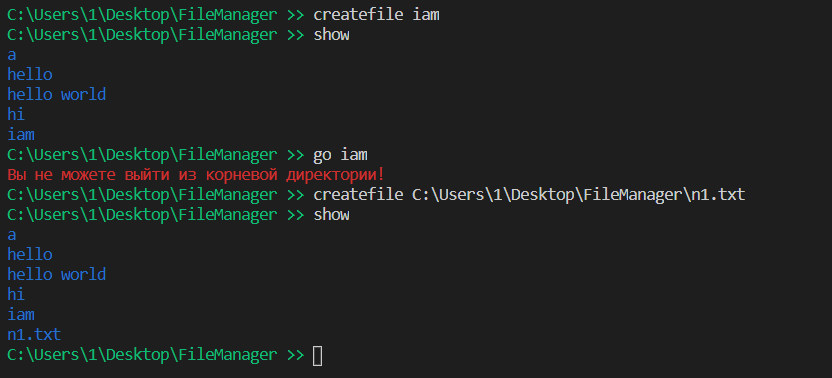 C:\Users\1\Desktop\FileManager >> createfile iam
C:\Users\1\Desktop\FileManager >> show
a
hello
hello world
hi
iam
C:\Users\1\Desktop\FileManager >> go iam
Вы не можете выйти из корневой директории!
C:\Users\1\Desktop\FileManager >> createfile C:\Users\1\Desktop\FileManager\n1.txt
C:\Users\1\Desktop\FileManager >> show
a
hello
hello world
hi
iam
n1.txt
C:\Users\1\Desktop\FileManager >>